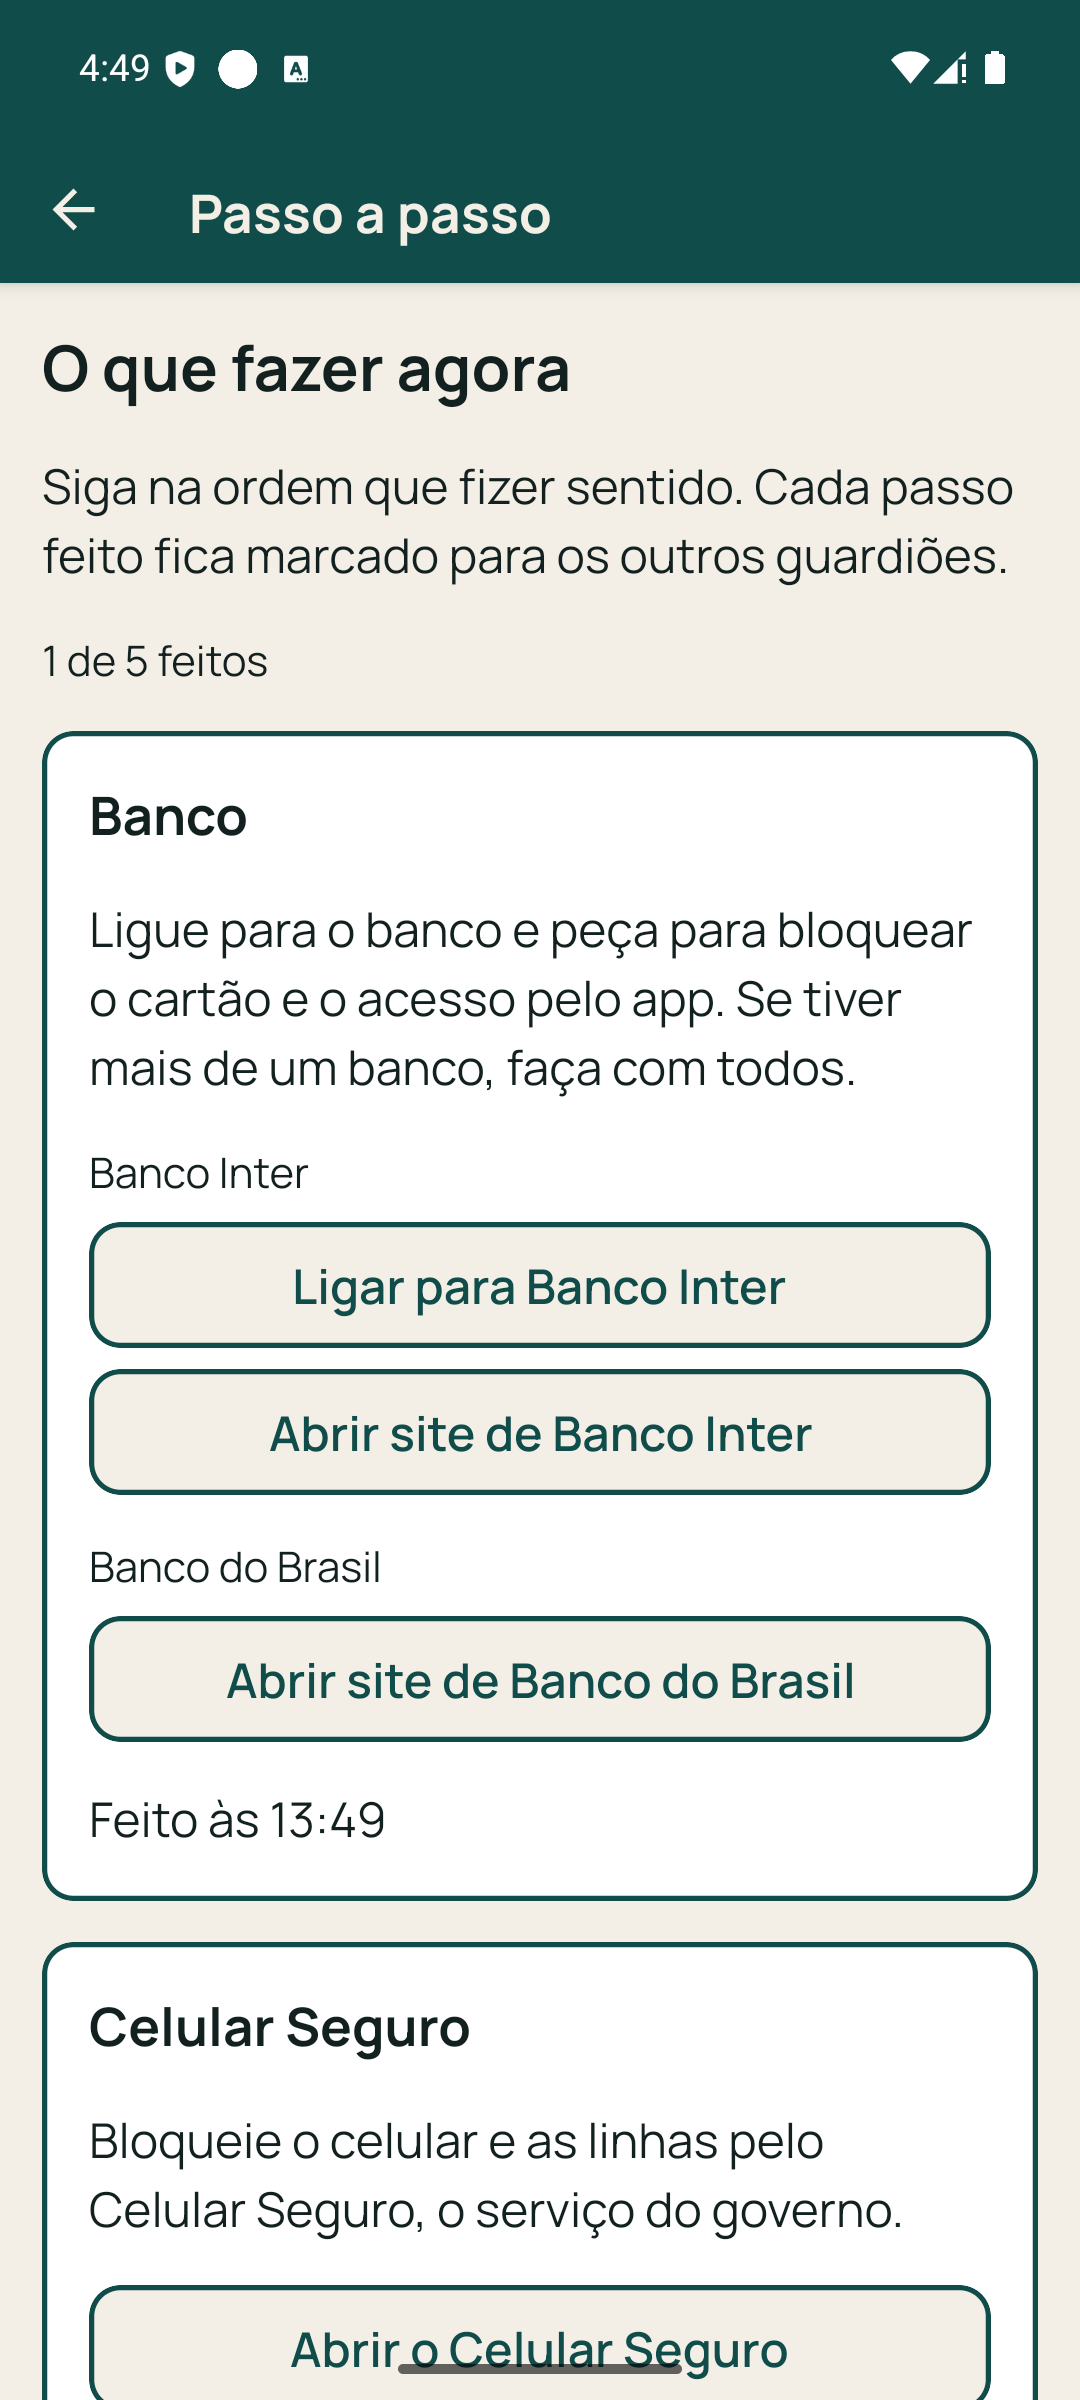 4:49
Passo a passo
O que fazer agora
Siga na ordem que fizer sentido. Cada passo
feito fica marcado para os outros guardiões.
1 de 5 feitos
Banco
Ligue para o banco e peça para bloquear
o cartão e o acesso pelo app. Se tiver
mais de um banco, faça com todos.
Banco Inter
Ligar para Banco Inter
Abrir site de Banco Inter
Banco do Brasil
Abrir site de Banco do Brasil
Feito às 13:49
Celular Seguro
Bloqueie o celular e as linhas pelo
Celular Seguro, o serviço do governo.
Abrir o Celular Seguro